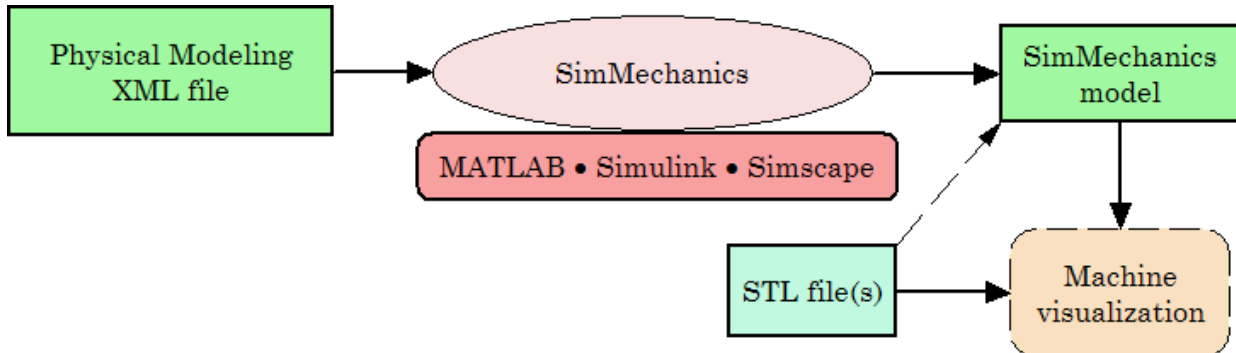 Physical Modeling
XML file
SimMechanics
SimMechanics
model
MATLAB • Simulink • Simscape
STL file(s)
Machine
visualization